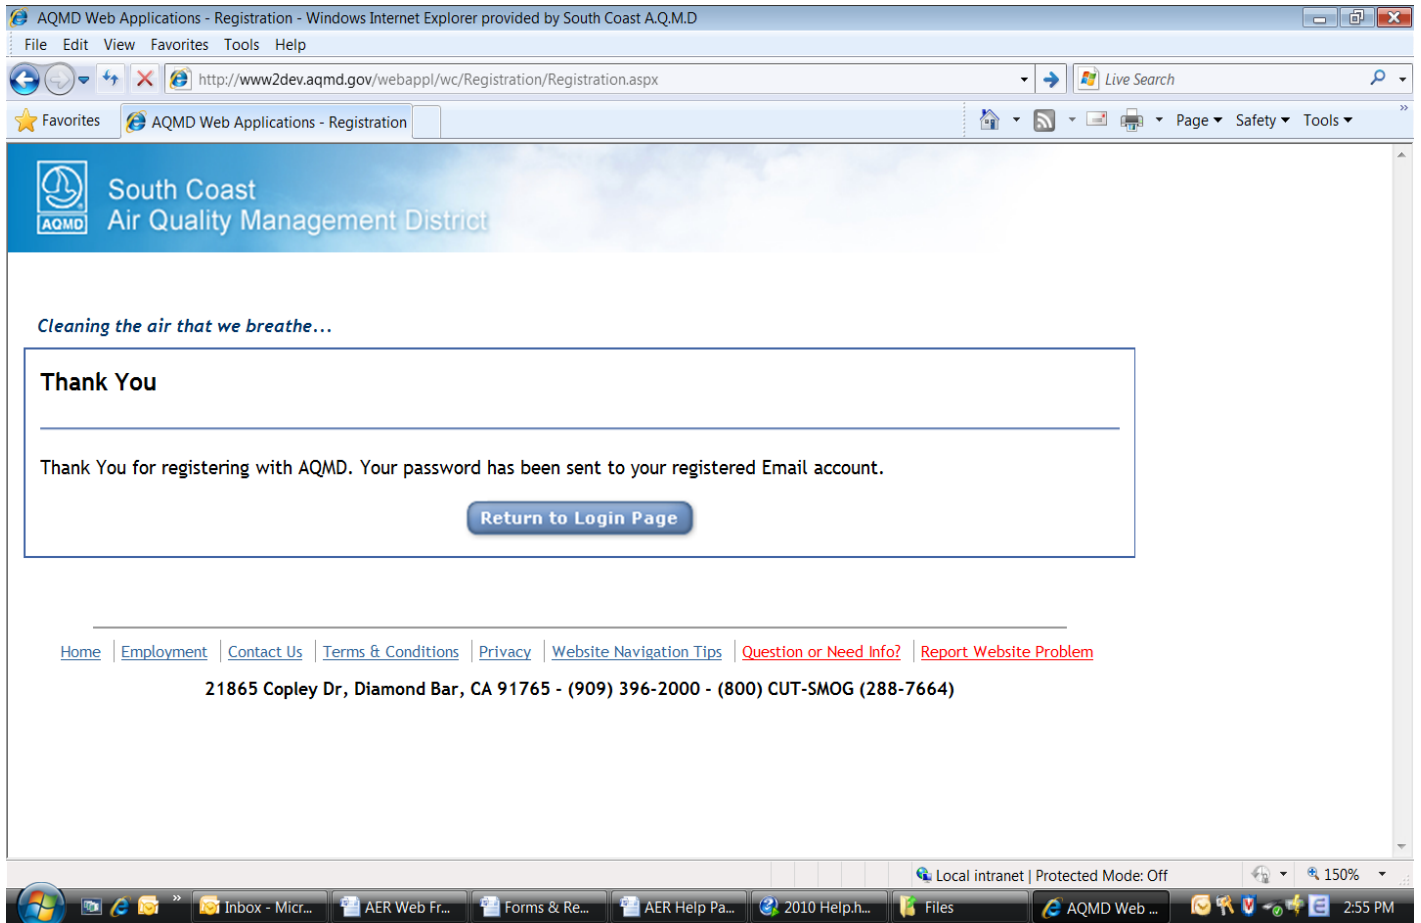 AQMD Web Applications - Registration - Windows Internet Explorer provided by South Coast A.Q.M.D
File Edit View Favorites Tools Help
http://www2dev.aqmd.gov/webappl/wc/Registration/Registration.aspx Live Search
Favorites AQMD Web Applications - Registration Page Safety Tools »
AQMD South Coast
Air Quality Management District
Cleaning the air that we breathe...
Thank You
Thank You for registering with AQMD. Your password has been sent to your registered Email account.
Return to Login Page
Home Employment Contact Us Terms & Conditions Privacy Website Navigation Tips Question or Need Info? Report Website Problem
21865 Copley Dr, Diamond Bar, CA 91765 - (909) 396-2000 - (800) CUT-SMOG (288-7664)
Local intranet | Protected Mode: Off 150%
» Inbox - Micr... AER Web Fr... Forms & Re... AER Help Pa... 2010 Help.h... Files AQMD Web ... 2:55 PM